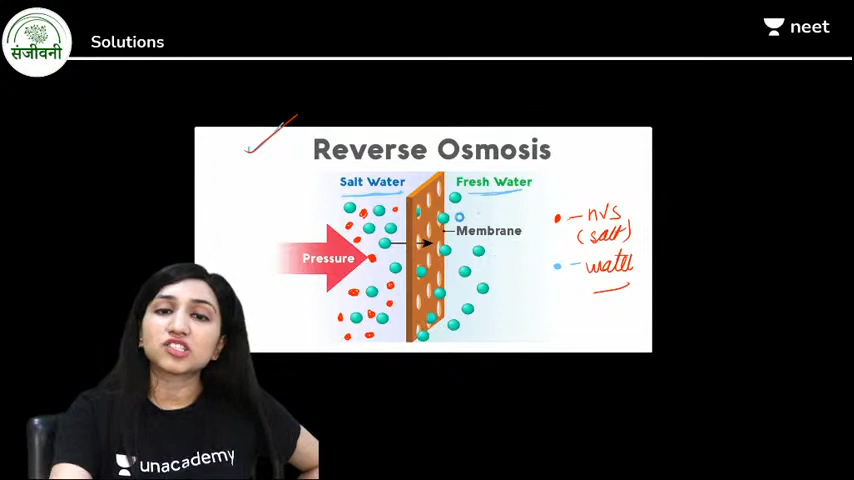 संजीवनी
Solutions
neet
Reverse Osmosis
Salt Water
Fresh Water
Membrane
Pressure
nvs
(salt)
water
unacademy